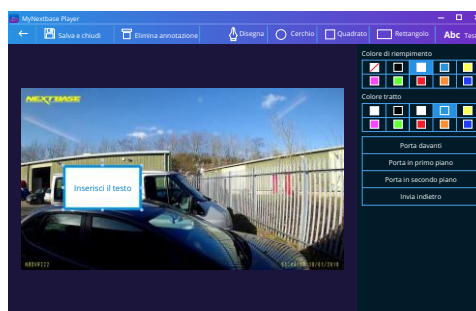 MyNextbase Player
Salva e chiudi
Elimina annotazione
Disegna
Cerchio
Quadrato
Rettangolo
Abc
Colore di riempimento
Colore tratto
NEXTBASE
Inserisci il testo
Porta davanti
Porta in primo piano
Porta in secondo piano
Invia indietro